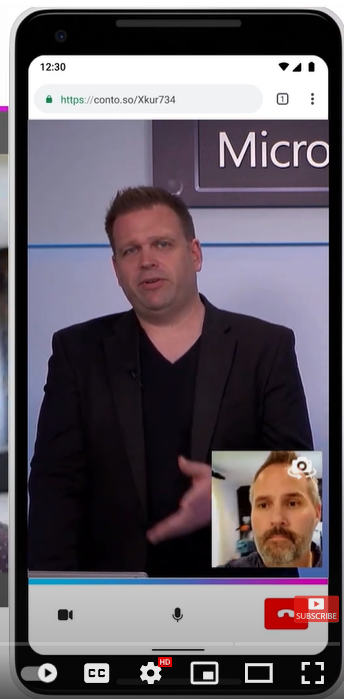 12:30
https://conto.so/Xkur734
1
Micro
SUBSCRIBE
CC
HD